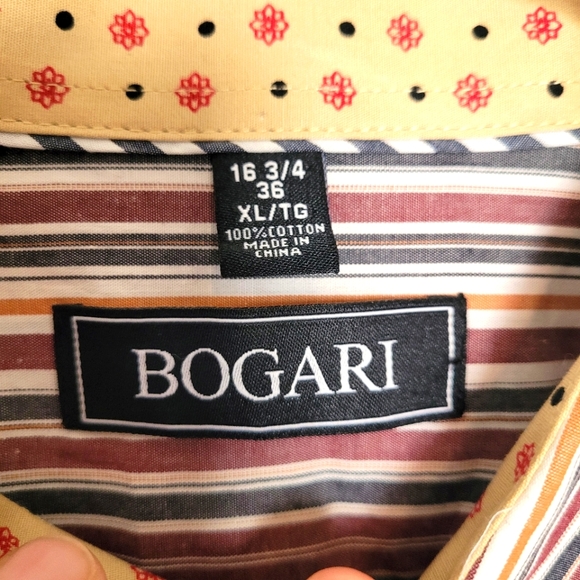 16 3/4
36
XL/TG
100%COTTON
MADE IN
CHINA
BOGARI